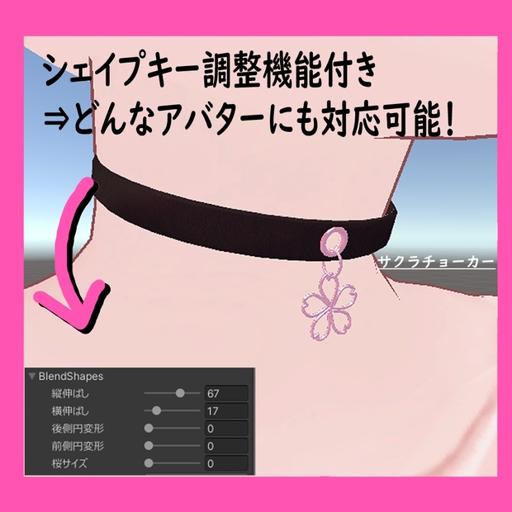 シェイプキー調整機能付き
⇒どんなアバターにも対応可能!
サクラチョーカー
BlendShapes
縦伸ばし 67
横伸ばし 17
後側円変形 0
前側円変形 0
桜サイズ 0